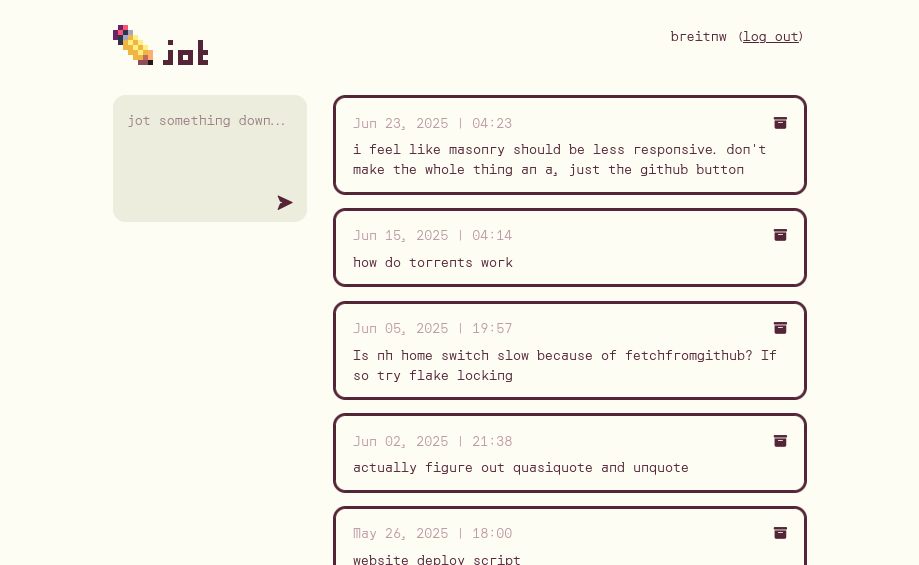 jot
breitnw (log out)
jot something down...
Jun 23, 2025 | 04:23
i feel like masonry should be less responsive. don't
make the whole thing an a, just the github button
Jun 15, 2025 | 04:14
how do torrents work
Jun 05, 2025 | 19:57
Is nh home switch slow because of fetchfromgithub? If
so try flake locking
Jun 02, 2025 | 21:38
actually figure out quasiquote and unquote
May 26, 2025 | 18:00
website deploy script